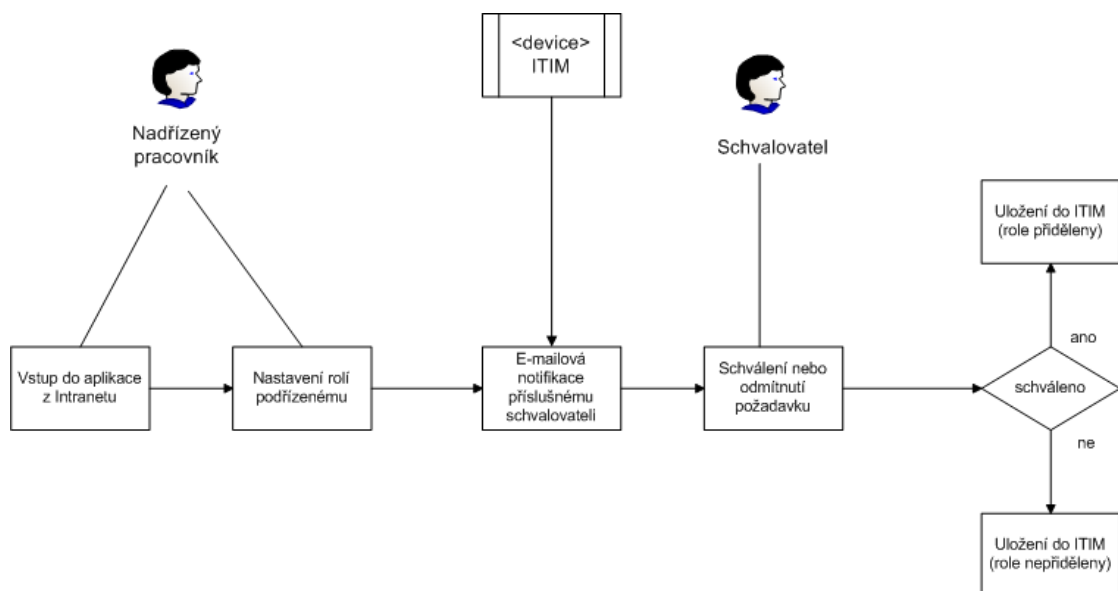 <device>
ITIM
Nadřízený
pracovník
Schvalovatel
Uložení do ITIM
(role přiděleny)
ano
Vstup do aplikace
z Intranetu
Nastavení rolí
podřízenému
E-mailová
notifikace
příslušnému
schvalovateli
Schválení nebo
odmítnutí
požadavku
schváleno
ne
Uložení do ITIM
(role nepřiděleny)